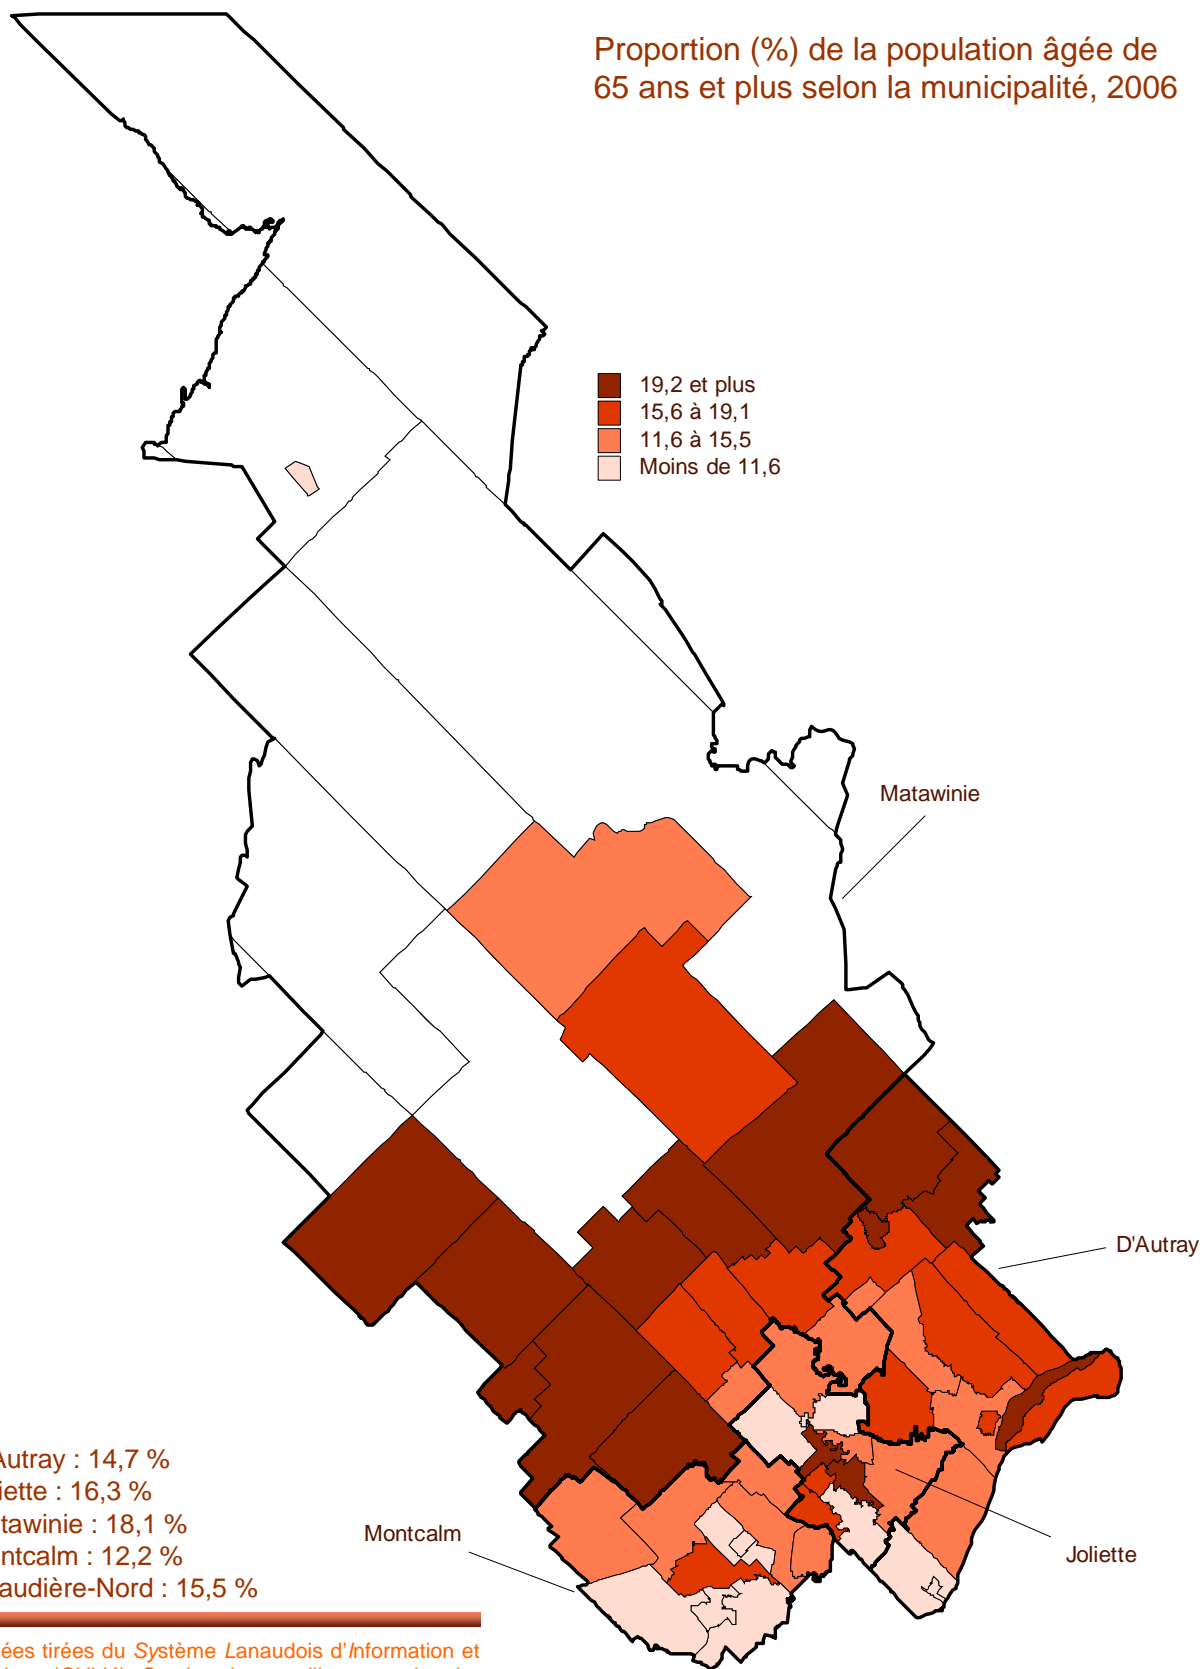 Proportion (%) de la population âgée de
65 ans et plus selon la municipalité, 2006
19,2 et plus
15,6 à 19,1
11,6 à 15,5
Moins de 11,6
Matawinie
D'Autray
Autray : 14,7 %
iette : 16,3 %
tawinie : 18,1 %
Montcalm
ntcalm : 12,2 %
Joliette
audière-Nord : 15,5 %
ées tirées du Système Lanaudois d'Information et